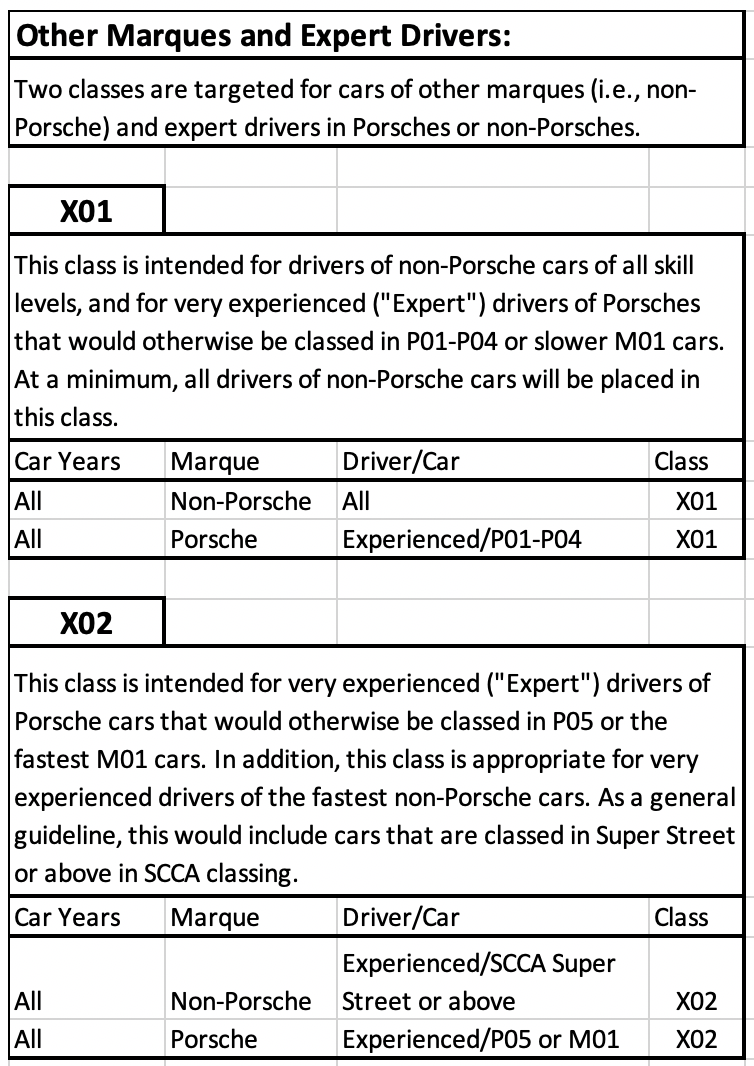 Other Marques and Expert Drivers:
Two classes are targeted for cars of other marques (i.e., non-
Porsche) and expert drivers in Porsches or non-Porsches.
X01
This class is intended for drivers of non-Porsche cars of all skill
levels, and for very experienced ("Expert") drivers of Porsches
that would otherwise be classed in P01-P04 or slower M01 cars.
At a minimum, all drivers of non-Porsche cars will be placed in
this class.
Car Years Marque Driver/Car Class
All Non-Porsche All X01
All Porsche Experienced/P01-P04 X01
X02
This class is intended for very experienced ("Expert") drivers of
Porsche cars that would otherwise be classed in P05 or the
fastest M01 cars. In addition, this class is appropriate for very
experienced drivers of the fastest non-Porsche cars. As a general
guideline, this would include cars that are classed in Super Street
or above in SCCA classing.
Car Years Marque Driver/Car Class
Experienced/SCCA Super
All Non-Porsche Street or above X02
All Porsche Experienced/P05 or M01 X02